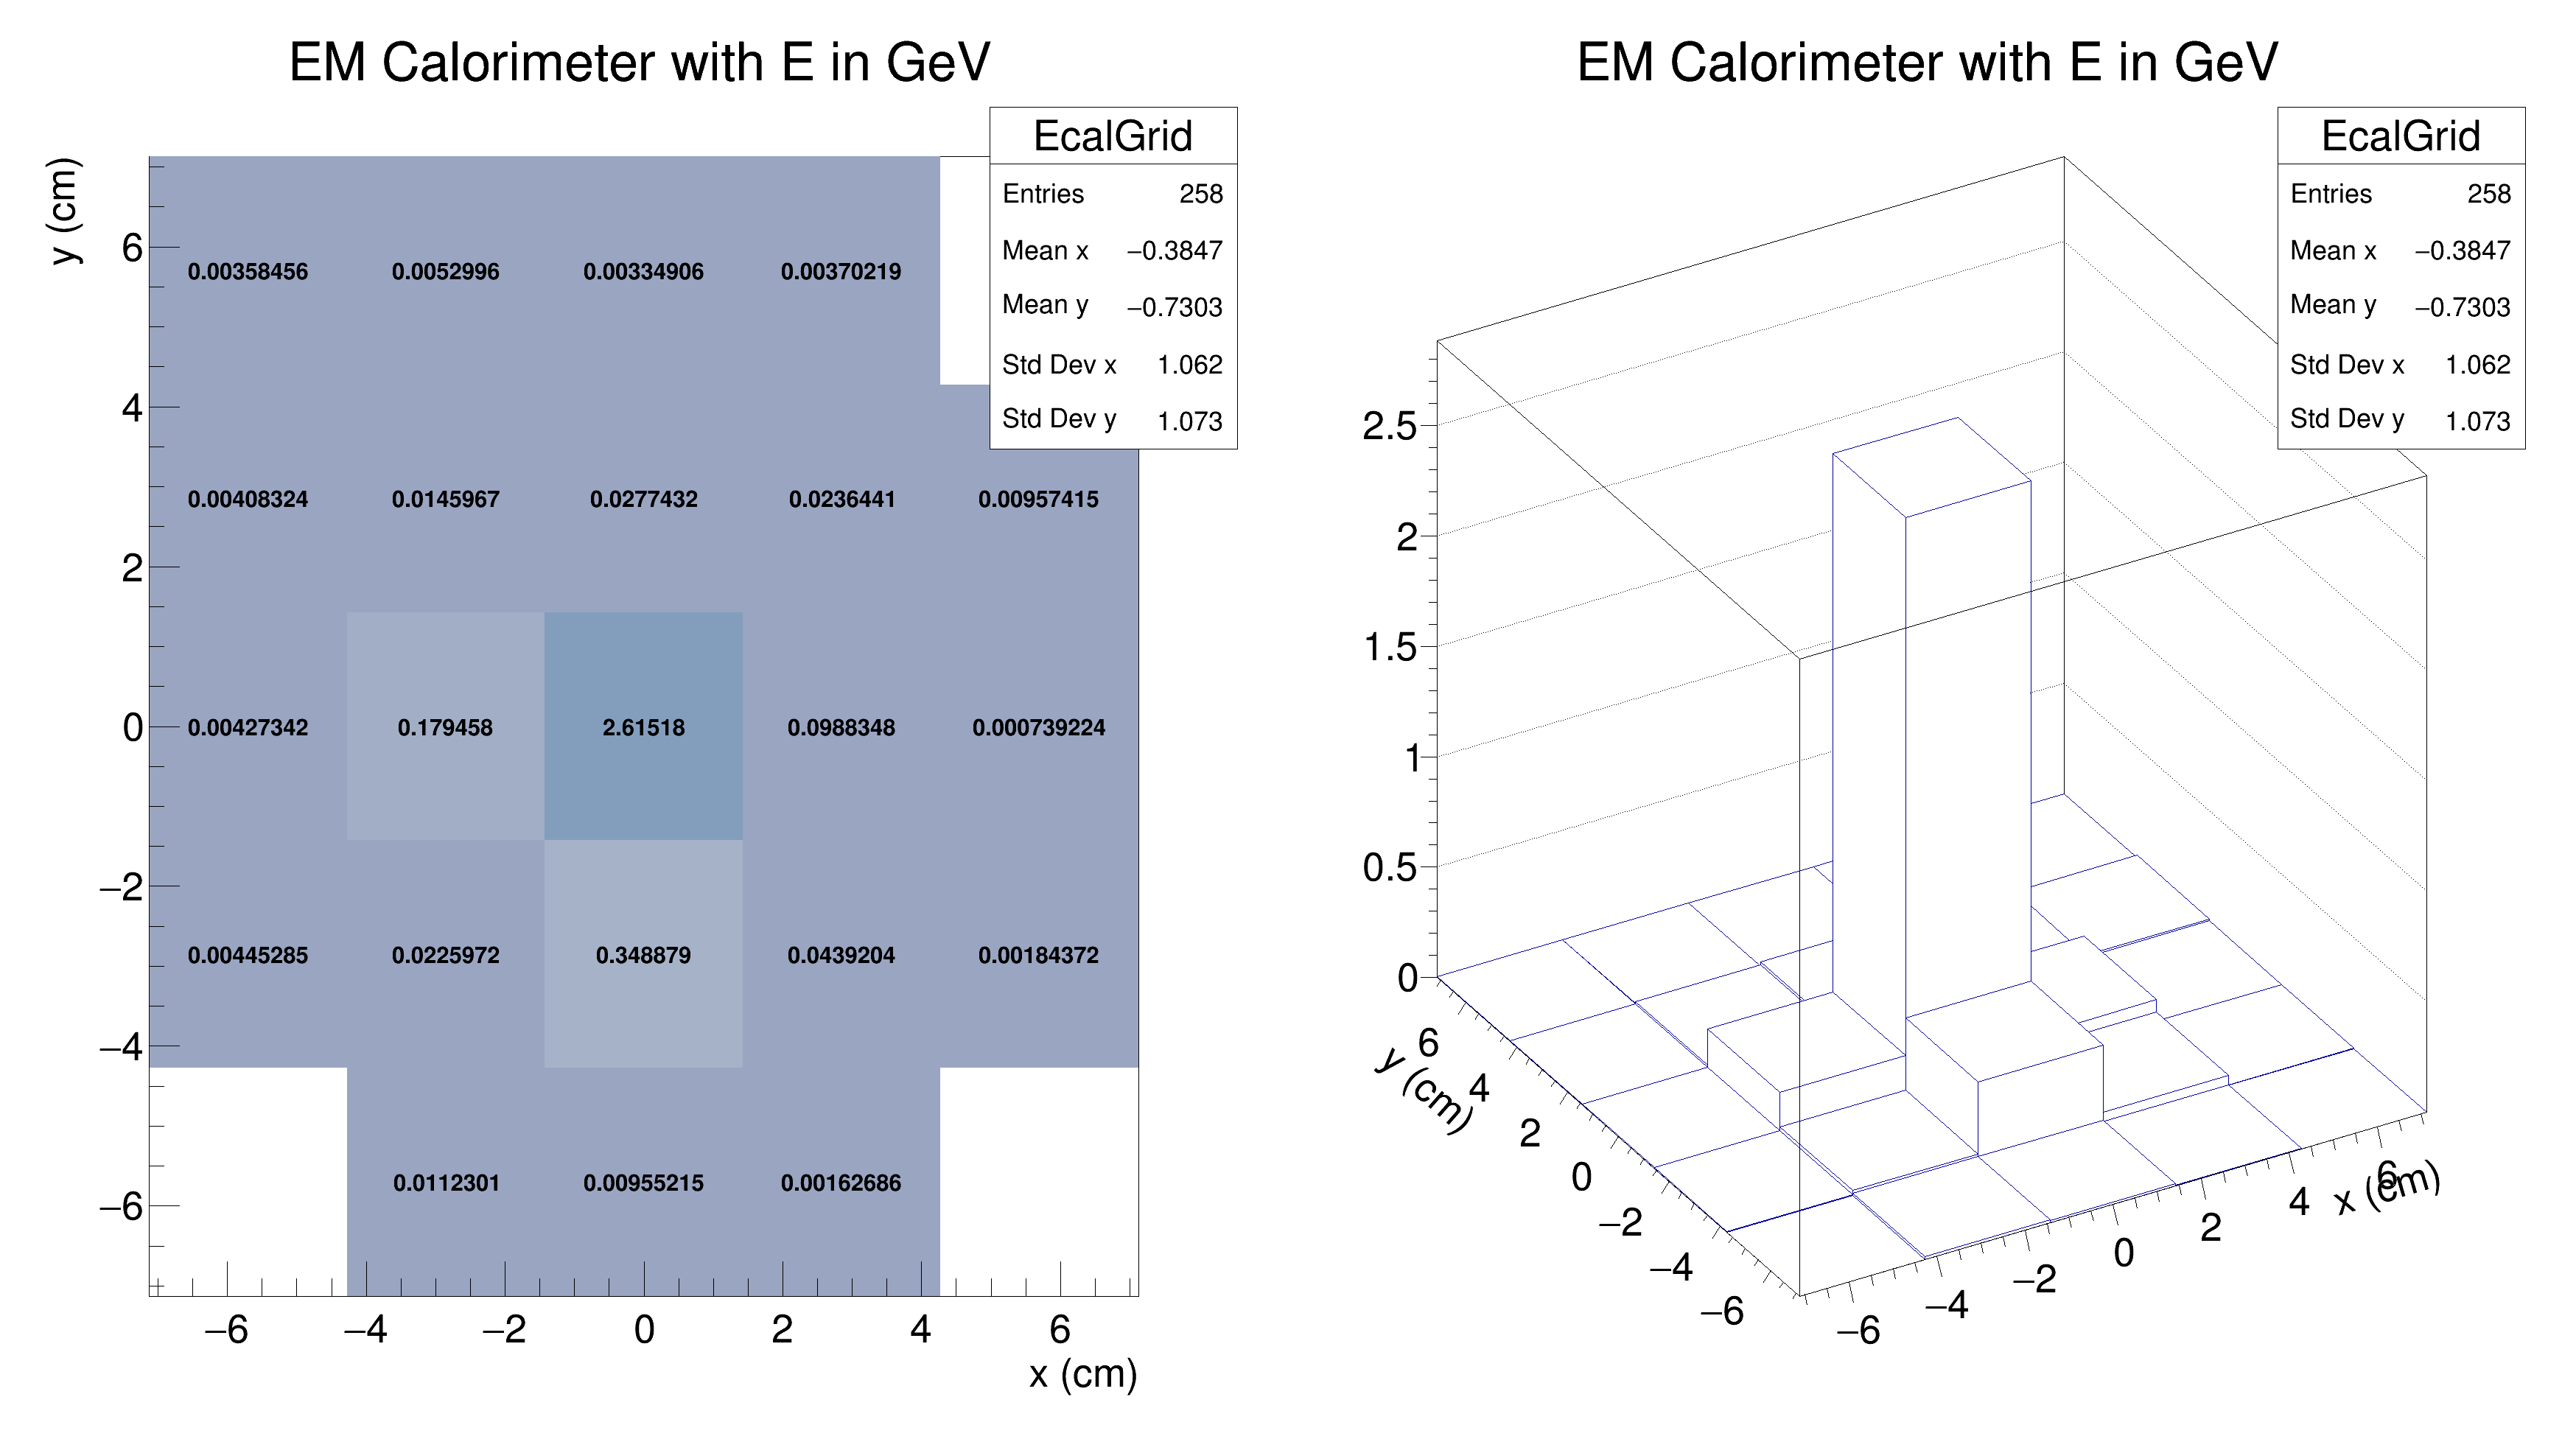 EM Calorimeter with E in GeV
EcalGrid
Entries 258
Mean x −0.3847
Mean y −0.7303
Std Dev x 1.062
Std Dev y 1.073
y (cm)
6
4
2
0
−2
−4
−6
0.00358456 0.0052996 0.00334906 0.00370219
0.00408324 0.0145967 0.0277432 0.0236441 0.00957415
0.00427342 0.179458 2.61518 0.0988348 0.000739224
0.00445285 0.0225972 0.348879 0.0439204 0.00184372
0.0112301 0.00955215 0.00162686
−6 −4 −2 0 2 4 6
x (cm)
EM Calorimeter with E in GeV
EcalGrid
Entries 258
Mean x −0.3847
Mean y −0.7303
Std Dev x 1.062
Std Dev y 1.073
2.5
2
1.5
1
0.5
0
y (cm)
6
4
2
0
−2
−4
−6
−6 −4 −2 0 2 4 6
x (cm)